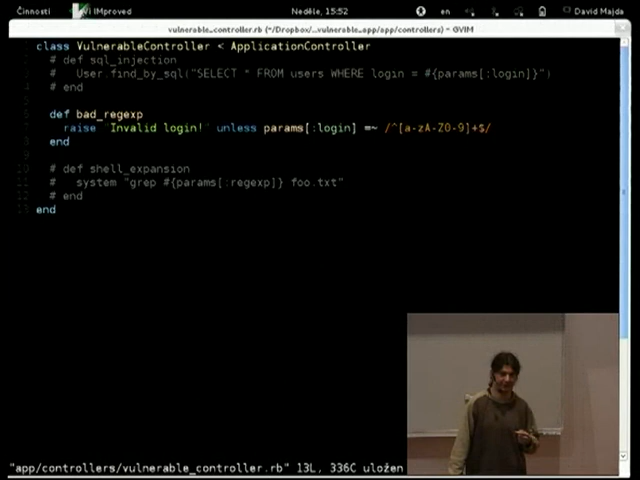 Činnosti Vi IMproved Neděle, 15:52 en David Majda
vulnerable_controller.rb (~/Dropbox/...vulnerable_app/app/controllers) - GVIM
class VulnerableController < ApplicationController
# def sql_injection
# User.find_by_sql("SELECT * FROM users WHERE login = #{params[:login]}")
# end
def bad_regexp
raise "Invalid login!" unless params[:login] =~ /^[a-zA-Z0-9]+$/
end
# def shell_expansion
# system "grep #{params[:regexp]} foo.txt"
# end
end
"app/controllers/vulnerable_controller.rb" 13L, 336C uložen